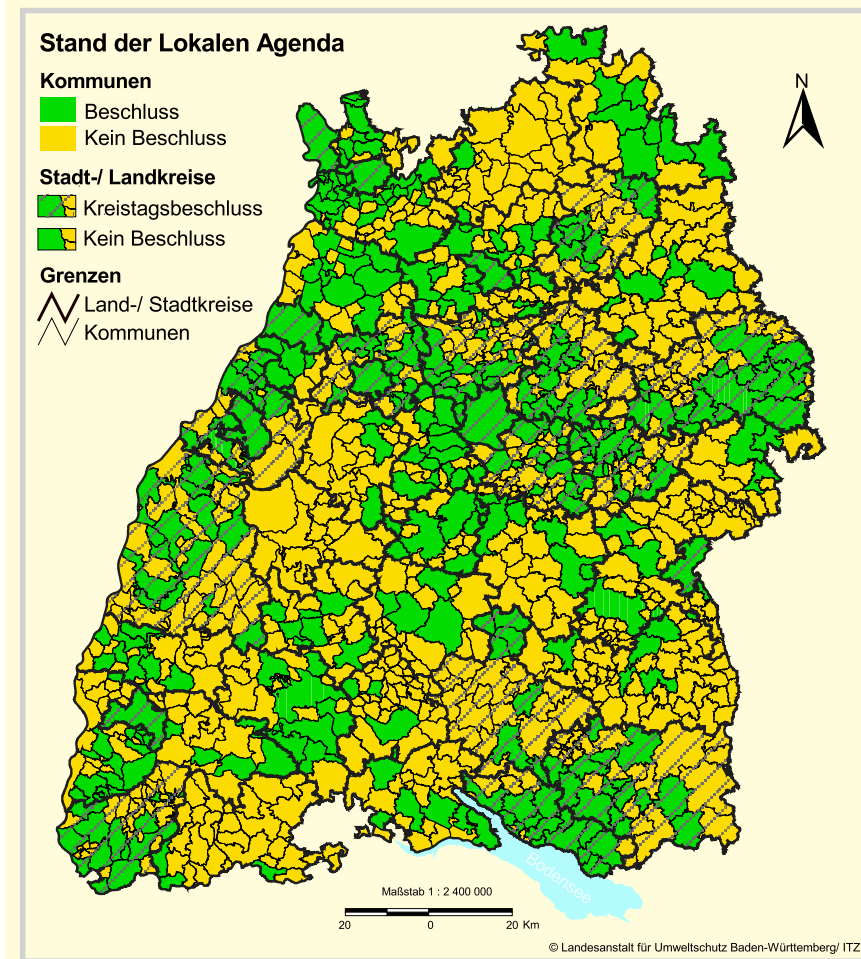 Stand der Lokalen Agenda
Kommunen
Beschluss
Kein Beschluss
Stadt-/ Landkreise
Kreistagsbeschluss
Kein Beschluss
Grenzen
Land-/ Stadtkreise
Kommunen
N
Bodensee
Maßstab 1 : 2 400 000
20 0 20 Km
© Landesanstalt für Umweltschutz Baden-Württemberg/ ITZ